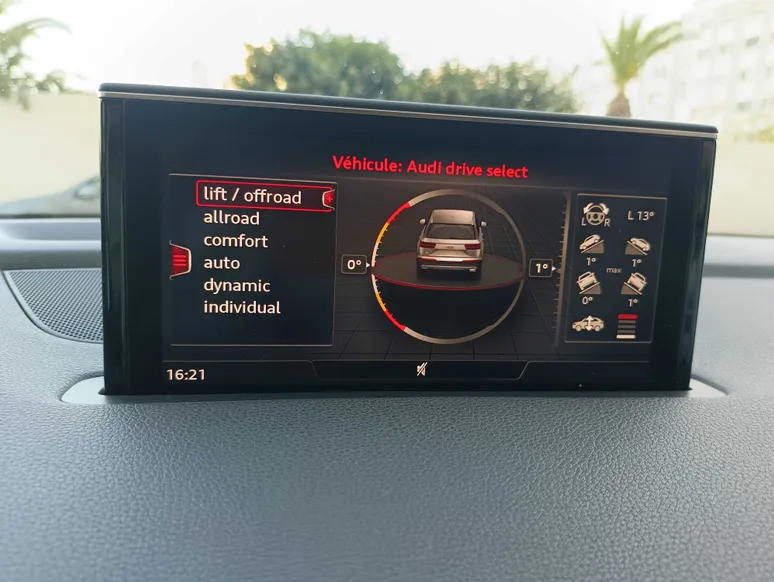 Véhicule: Audi drive select
lift / offroad
allroad
comfort
auto
dynamic
individual
0°
1°
L R
L 13°
1° max 1°
0° 1°
16:21